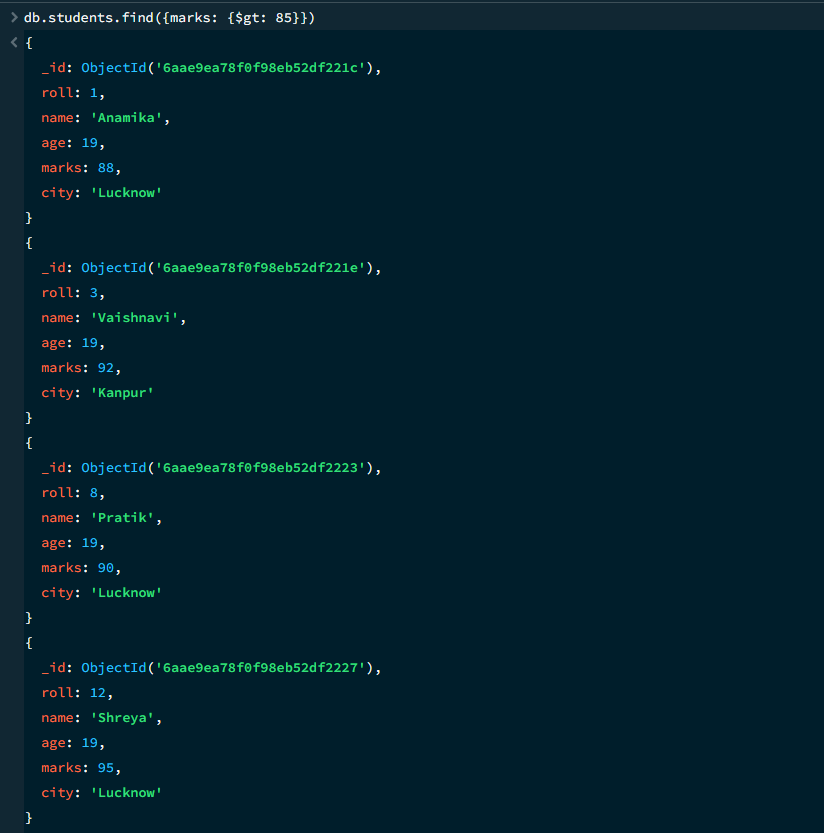 db.students.find({marks: {$gt: 85}})
{
_id: ObjectId('6aae9ea78f0f98eb52df221c'),
roll: 1,
name: 'Anamika',
age: 19,
marks: 88,
city: 'Lucknow'
}
{
_id: ObjectId('6aae9ea78f0f98eb52df221e'),
roll: 3,
name: 'Vaishnavi',
age: 19,
marks: 92,
city: 'Kanpur'
}
{
_id: ObjectId('6aae9ea78f0f98eb52df2223'),
roll: 8,
name: 'Pratik',
age: 19,
marks: 90,
city: 'Lucknow'
}
{
_id: ObjectId('6aae9ea78f0f98eb52df2227'),
roll: 12,
name: 'Shreya',
age: 19,
marks: 95,
city: 'Lucknow'
}